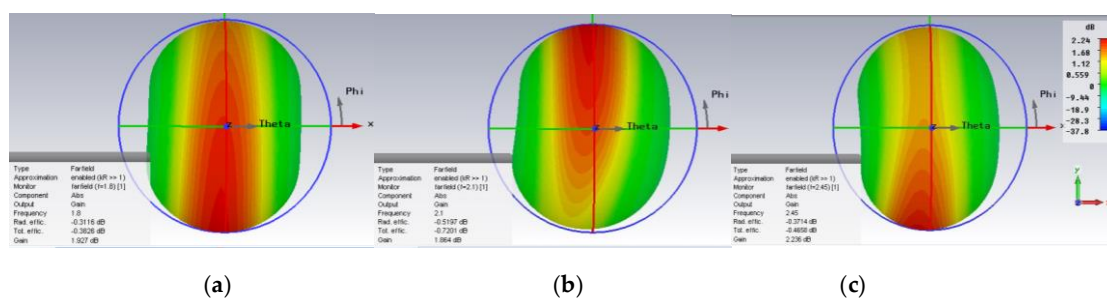 Phi
z
Theta
x
Type Farfield
Approximation enabled (kR >> 1)
Monitor farfield (f=1.8) [1]
Component Abs
Output Gain
Frequency 1.8
Rad. effic. -0.3116 dB
Tot. effic. -0.3826 dB
Gain 1.927 dB
Phi
z
Theta
Type Farfield
Approximation enabled (kR >> 1)
Monitor farfield (f=2.1) [1]
Component Abs
Output Gain
Frequency 2.1
Rad. effic. -0.5197 dB
Tot. effic. -0.7201 dB
Gain 1.864 dB
Phi
z
Theta
Type Farfield
Approximation enabled (kR >> 1)
Monitor farfield (f=2.45) [1]
Component Abs
Output Gain
Frequency 2.45
Rad. effic. -0.3714 dB
Tot. effic. -0.4658 dB
Gain 2.236 dB
dB
2.24
1.68
1.12
0.559
0
-9.44
-18.9
-28.3
-37.8
y
(a)
(b)
(c)